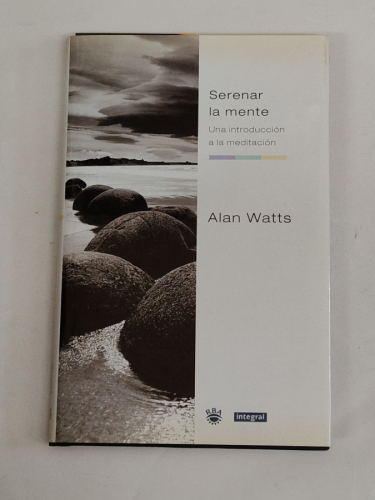 Serenar
la mente
Una introducción
a la meditación
Alan Watts
RBA
integral